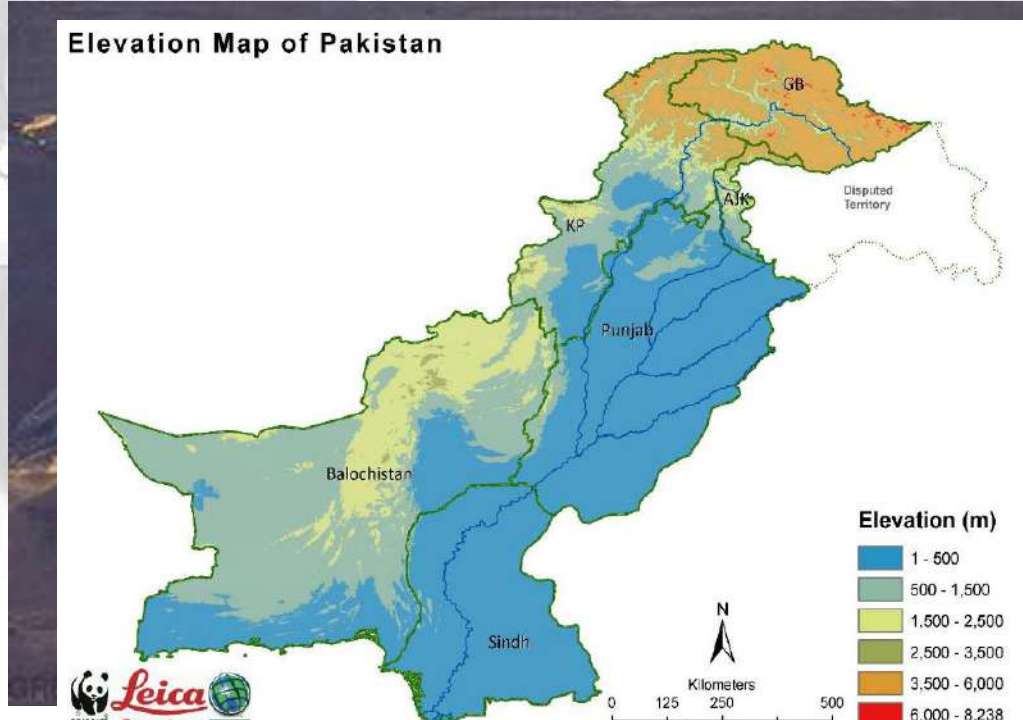 Elevation Map of Pakistan
GB
Disputed
Territory
AJK
KP
Punjab
Balochistan
Sindh
Elevation (m)
1 - 500
500 - 1,500
1,500 - 2,500
2,500 - 3,500
3,500 - 6,000
6,000 - 8,238
N
Kilometers
0 125 250 500
Leica